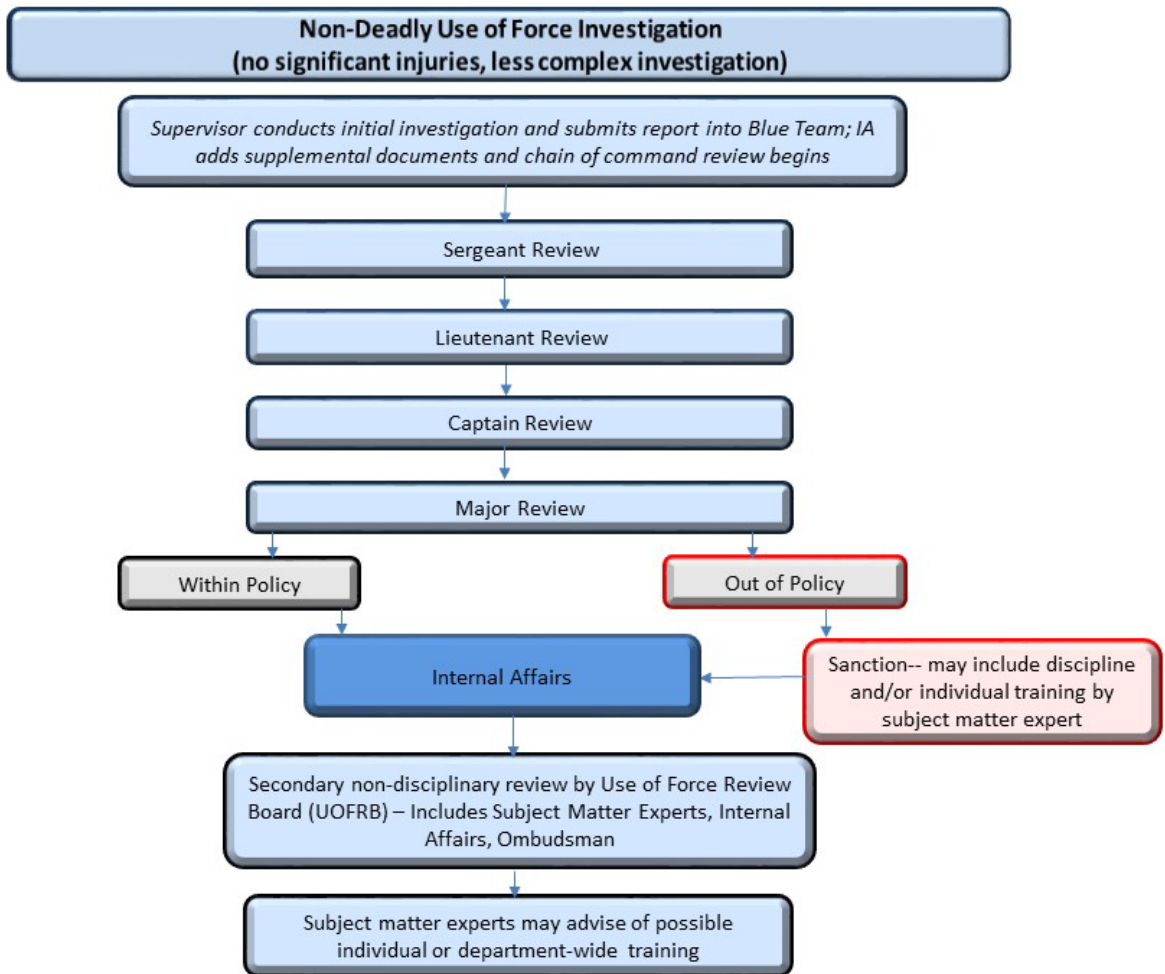 Non-Deadly Use of Force Investigation
(no significant injuries, less complex investigation)
Supervisor conducts initial investigation and submits report into Blue Team; IA
adds supplemental documents and chain of command review begins
Sergeant Review
Lieutenant Review
Captain Review
Major Review
Within Policy
Out of Policy
Internal Affairs
Sanction-- may include discipline
and/or individual training by
subject matter expert
Secondary non-disciplinary review by Use of Force Review
Board (UOFRB) – Includes Subject Matter Experts, Internal
Affairs, Ombudsman
Subject matter experts may advise of possible
individual or department-wide training